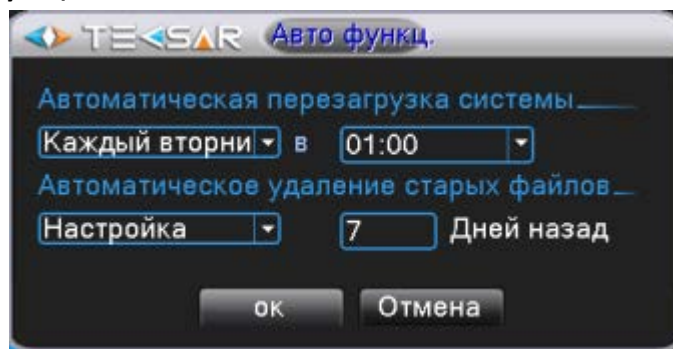 TECSAR Авто функц.
Автоматическая перезагрузка системы
Каждый вторни в 01:00
Автоматическое удаление старых файлов
Настройка 7 Дней назад
ок Отмена